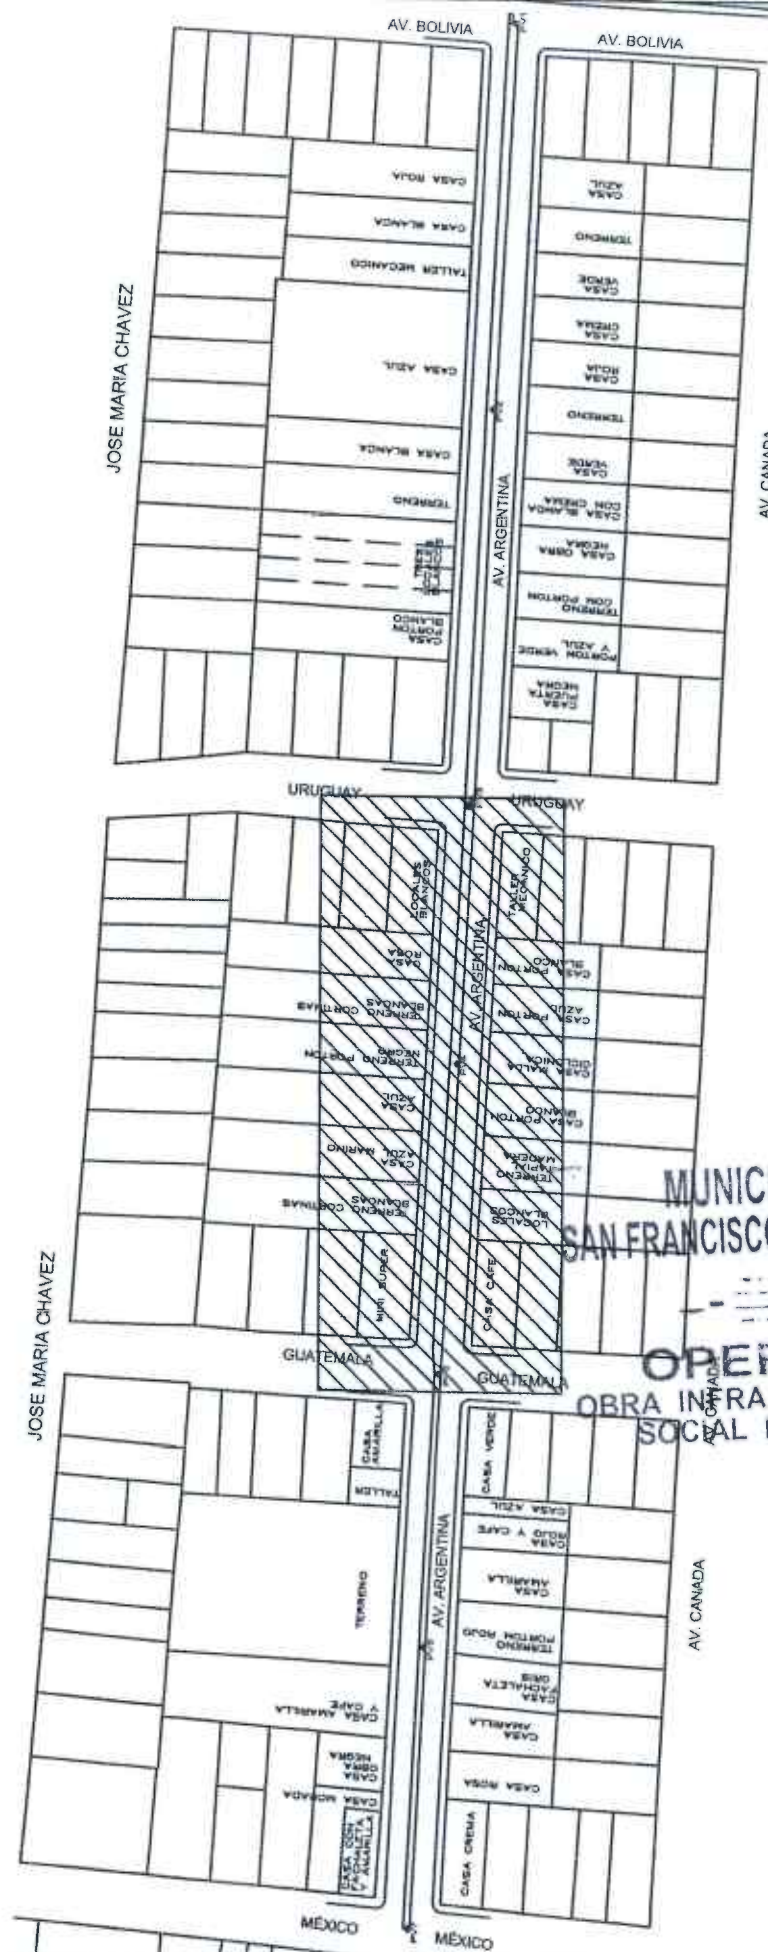 AV. BOLIVIA
AV. BOLIVIA
JOSE MARIA CHAVEZ
CASA ROJA
CASA BLANCA
TALLER MECANICO
CASA AZUL
CASA BLANCA
TERRENO
CASA
PORTON
BLANCO
AV. ARGENTINA
CASA
AZUL
TERRENO
CASA
VERDE
CASA
CREMA
CASA
ROJA
TERRENO
CASA
VERDE
CASA BLANCA
CON CREMA
CASA OBRA
NEGRA
TERRENO
CON PORTON
PORTON VERDE
Y AZUL
CASA
PUERTA
NEGRA
AV. CANADA
URUGUAY
URUGUAY
LOCALES
BLANCOS
CASA
ROSA
TERRENO CORTINAS
BLANCAS
TERRENO PORTON
NEGRO
CASA
AZUL
CASA
AZUL MARINO
TERRENO CORTINAS
BLANCAS
MINI SUPER
AV. ARGENTINA
TALLER
MECANICO
CASA PORTON
BLANCO
CASA PORTON
AZUL
CASA MALLA
CICLONICA
CASA PORTON
BLANCO
TERRENO
TAPIAL
MADERA
LOCALES
BLANCOS
CASA CAFE
MUNIC
SAN FRANCISCO
OPER
OBRA INFRA
SOCIAL
AV. CANADA
JOSE MARIA CHAVEZ
GUATEMALA
GUATEMALA
CASA
AMARILLA
TALLER
TERRENO
CASA AMARILLA
Y CAFE
CASA
OBRA
NEGRA
CASA MORADA
CASA CON
FACHALETA
Y AMARILLA
AV. ARGENTINA
CASA VERDE
CASA AZUL
CASA
ROJO Y CAFE
CASA
AMARILLA
TERRENO
PORTON ROJO
CASA
FACHALETA
GRIS
CASA
AMARILLA
CASA ROSA
CASA CREMA
AV. CANADA
MÉXICO
MÉXICO